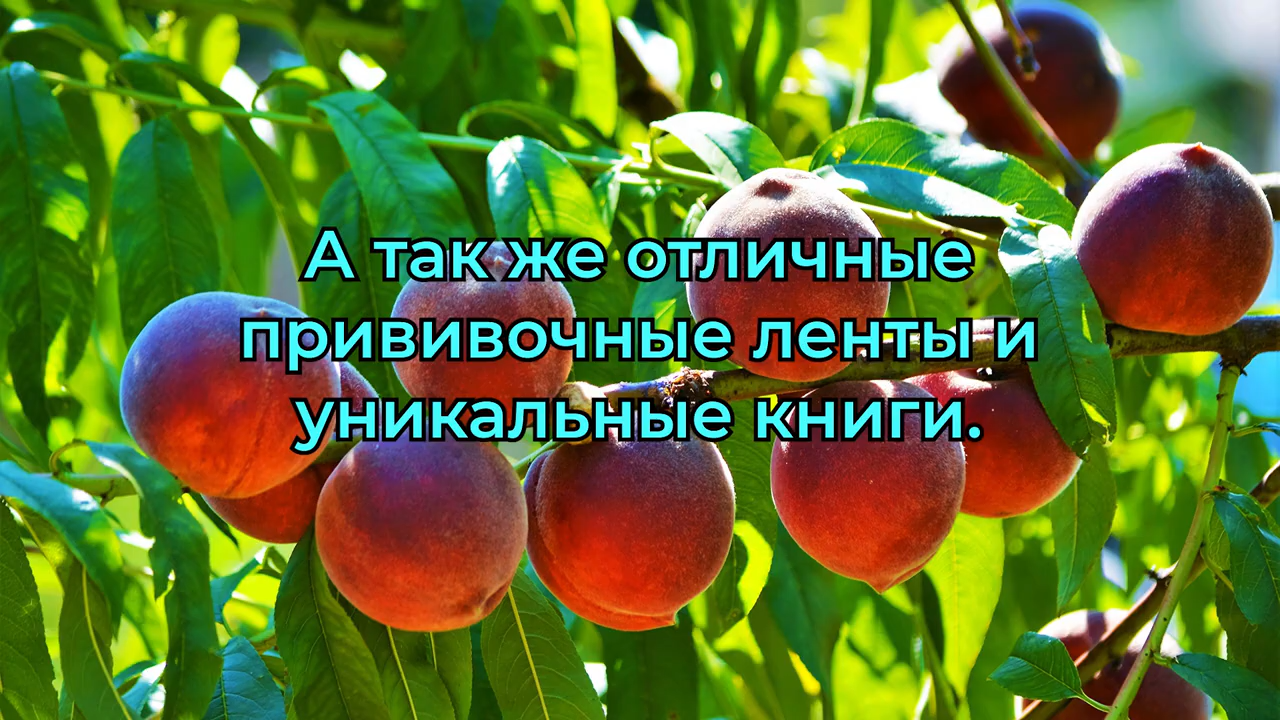 А так же отличные
прививочные ленты и
уникальные книги.